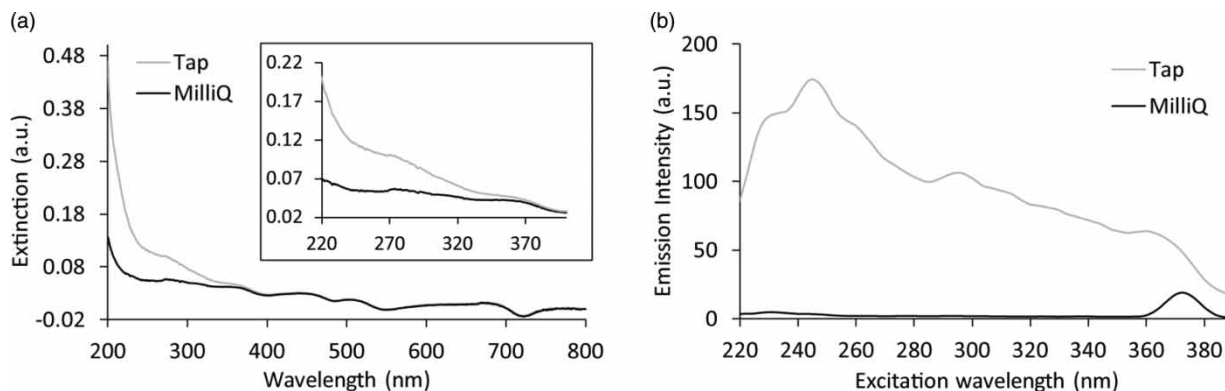 (a)
0.48
0.38
0.28
0.18
0.08
-0.02
Extinction (a.u.)
Tap
MilliQ
0.22
0.17
0.12
0.07
0.02
220 270 320 370
200 300 400 500 600 700 800
Wavelength (nm)
(b)
200
150
100
50
0
Emission Intensity (a.u.)
Tap
MilliQ
220 240 260 280 300 320 340 360 380
Excitation wavelength (nm)